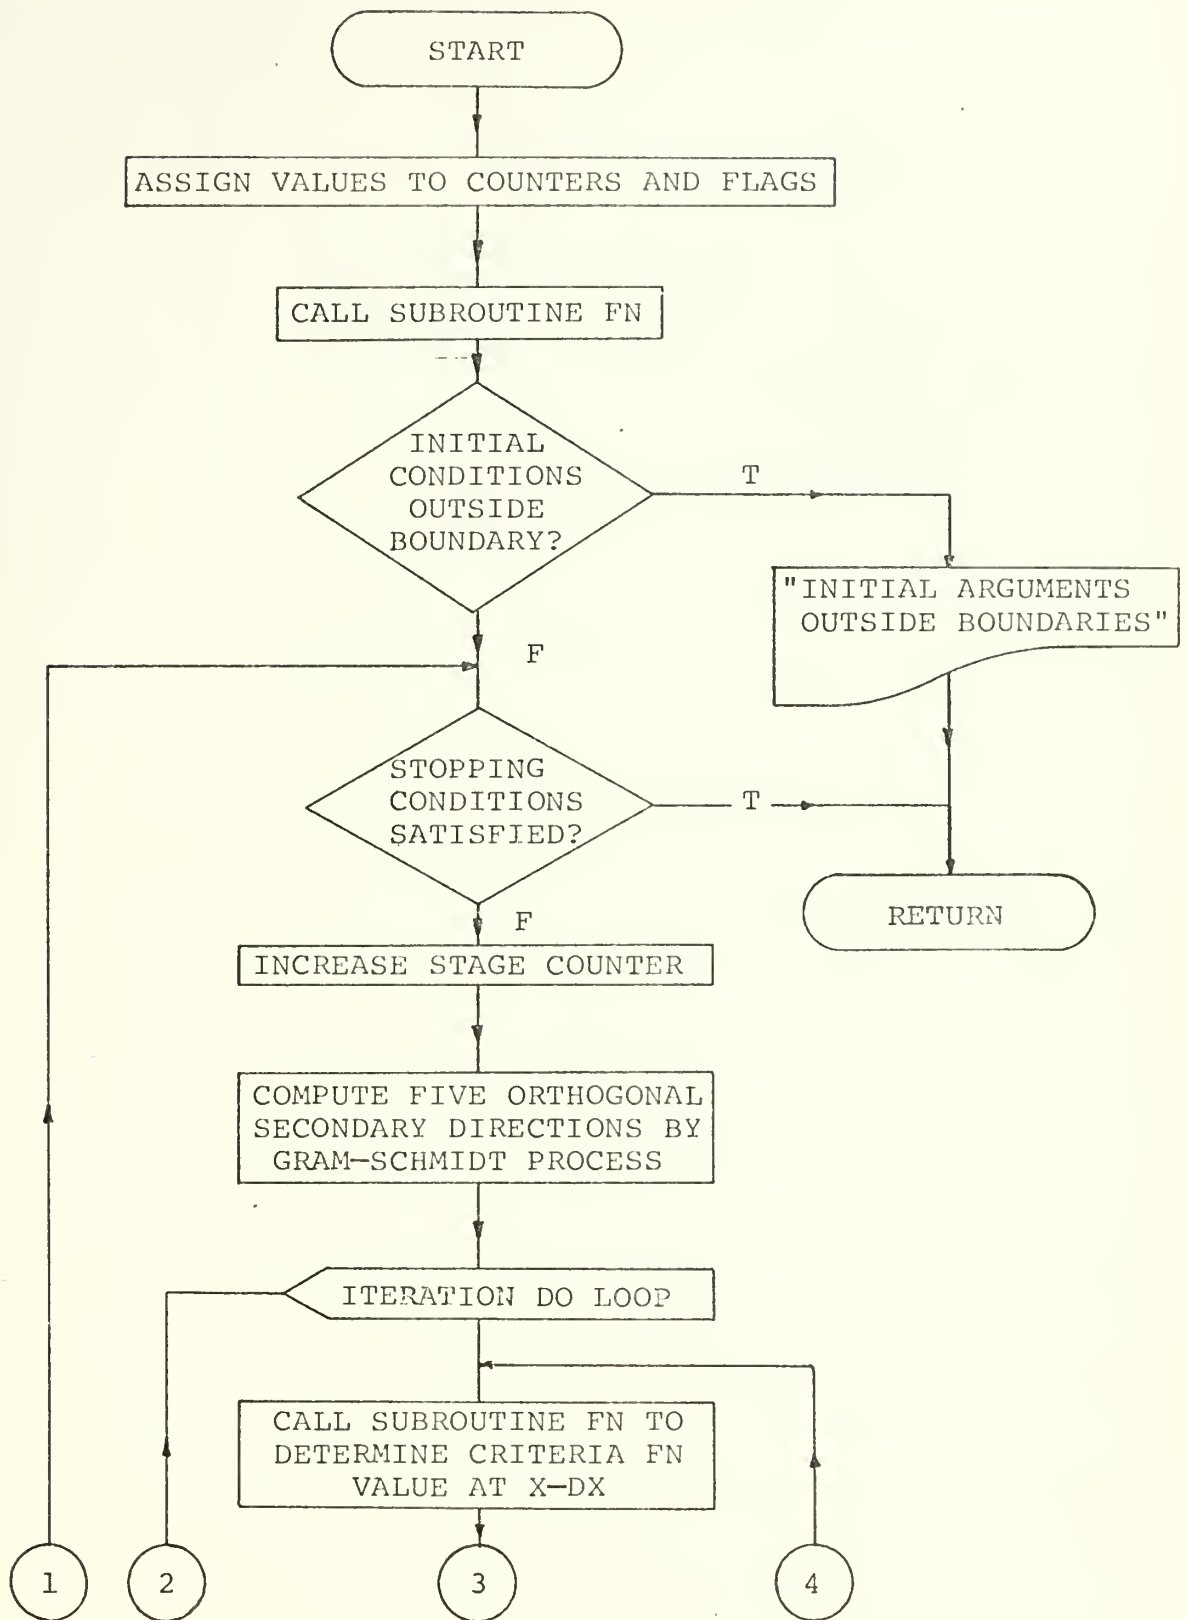 START
ASSIGN VALUES TO COUNTERS AND FLAGS
CALL SUBROUTINE FN
INITIAL
CONDITIONS
OUTSIDE
BOUNDARY?
T
"INITIAL ARGUMENTS
OUTSIDE BOUNDARIES"
F
STOPPING
CONDITIONS
SATISFIED?
T
RETURN
F
INCREASE STAGE COUNTER
COMPUTE FIVE ORTHOGONAL
SECONDARY DIRECTIONS BY
GRAM-SCHMIDT PROCESS
ITERATION DO LOOP
CALL SUBROUTINE FN TO
DETERMINE CRITERIA FN
VALUE AT X-DX
1
2
3
4